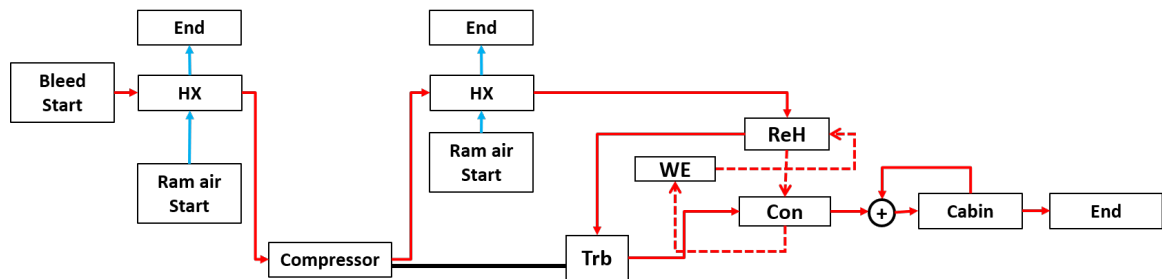 End
End
Bleed
Start
HX
HX
ReH
Ram air
Start
Ram air
Start
WE
Con
+
Cabin
End
Compressor
Trb